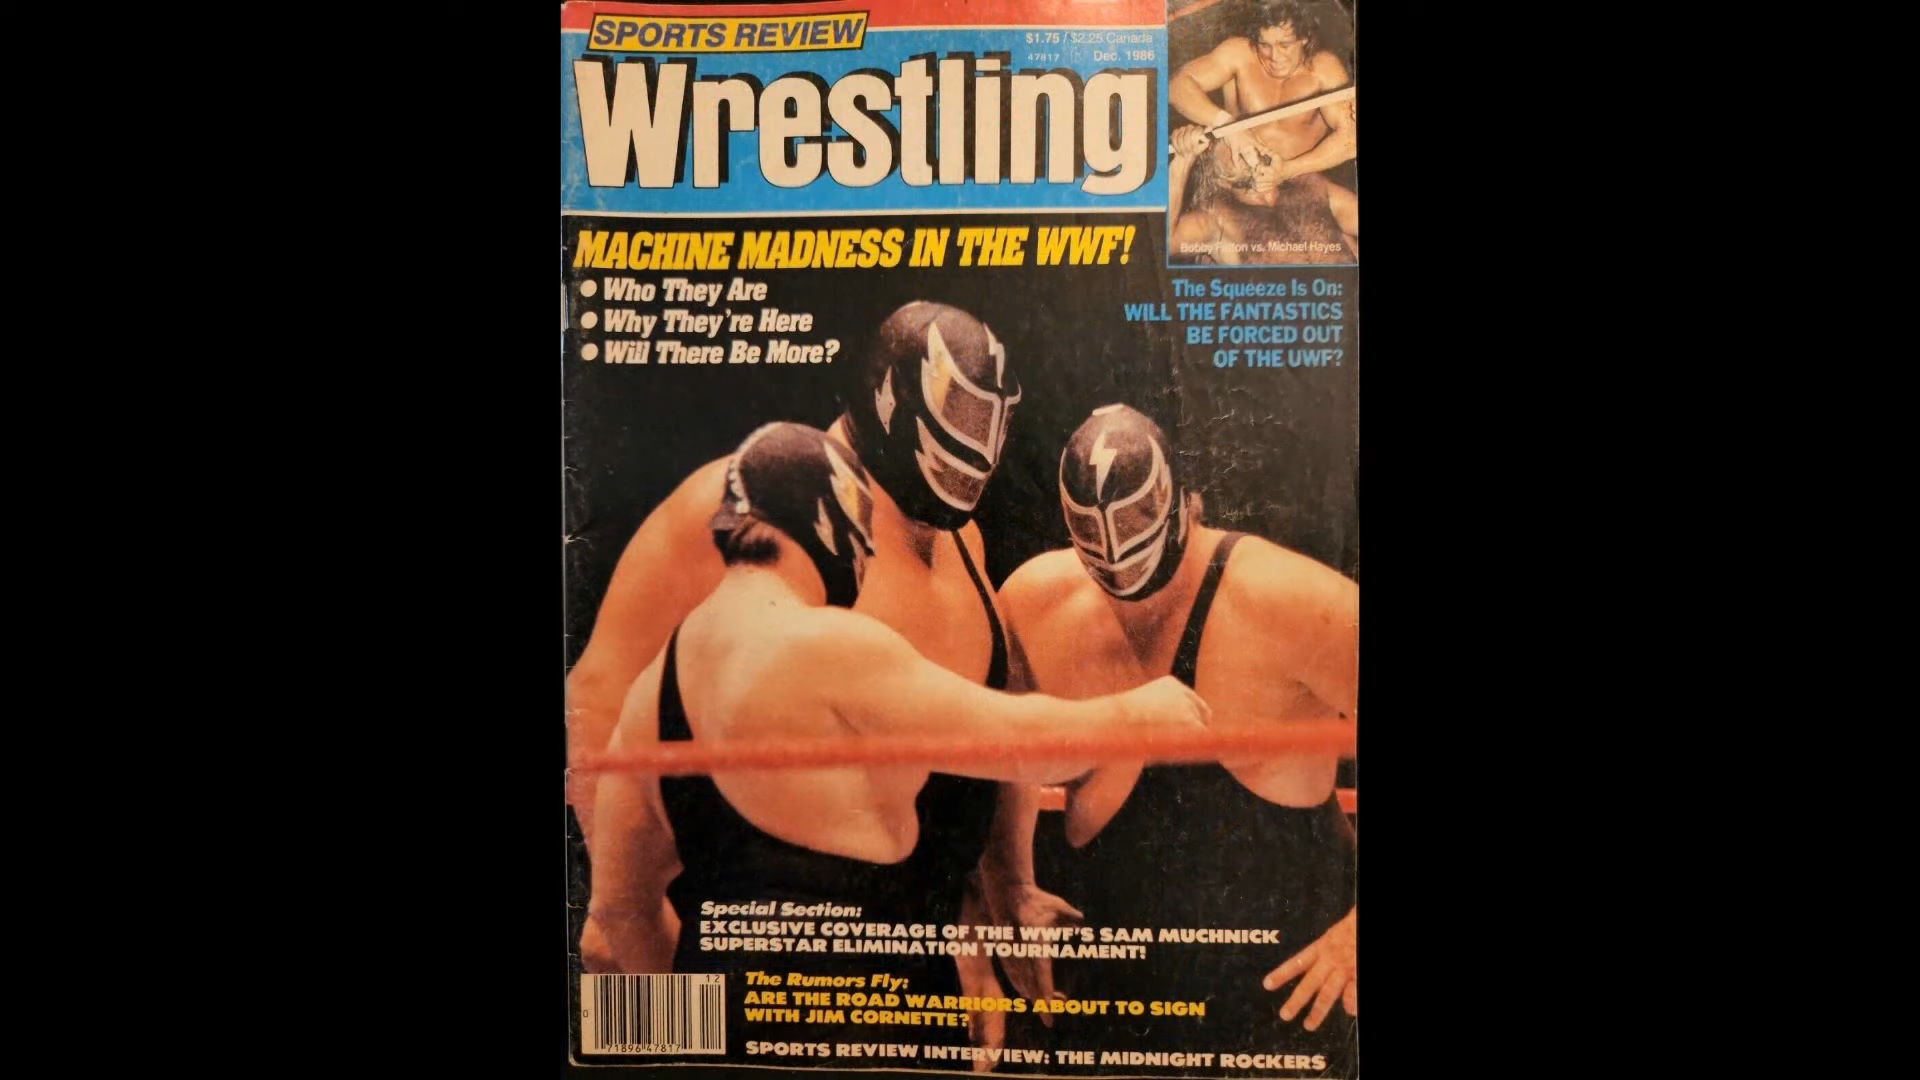 SPORTS REVIEW
Wrestling
$1.75 / $2.25 Canada
47817
Dec. 1986
Bobby Fulton vs. Michael Hayes
MACHINE MADNESS IN THE WWF!
● Who They Are
● Why They're Here
● Will There Be More?
The Squeeze Is On:
WILL THE FANTASTICS
BE FORCED OUT
OF THE UWF?
Special Section:
EXCLUSIVE COVERAGE OF THE WWF'S SAM MUCHNICK
SUPERSTAR ELIMINATION TOURNAMENT!
The Rumors Fly:
ARE THE ROAD WARRIORS ABOUT TO SIGN
WITH JIM CORNETTE?
SPORTS REVIEW INTERVIEW: THE MIDNIGHT ROCKERS
12
0
71896 47817